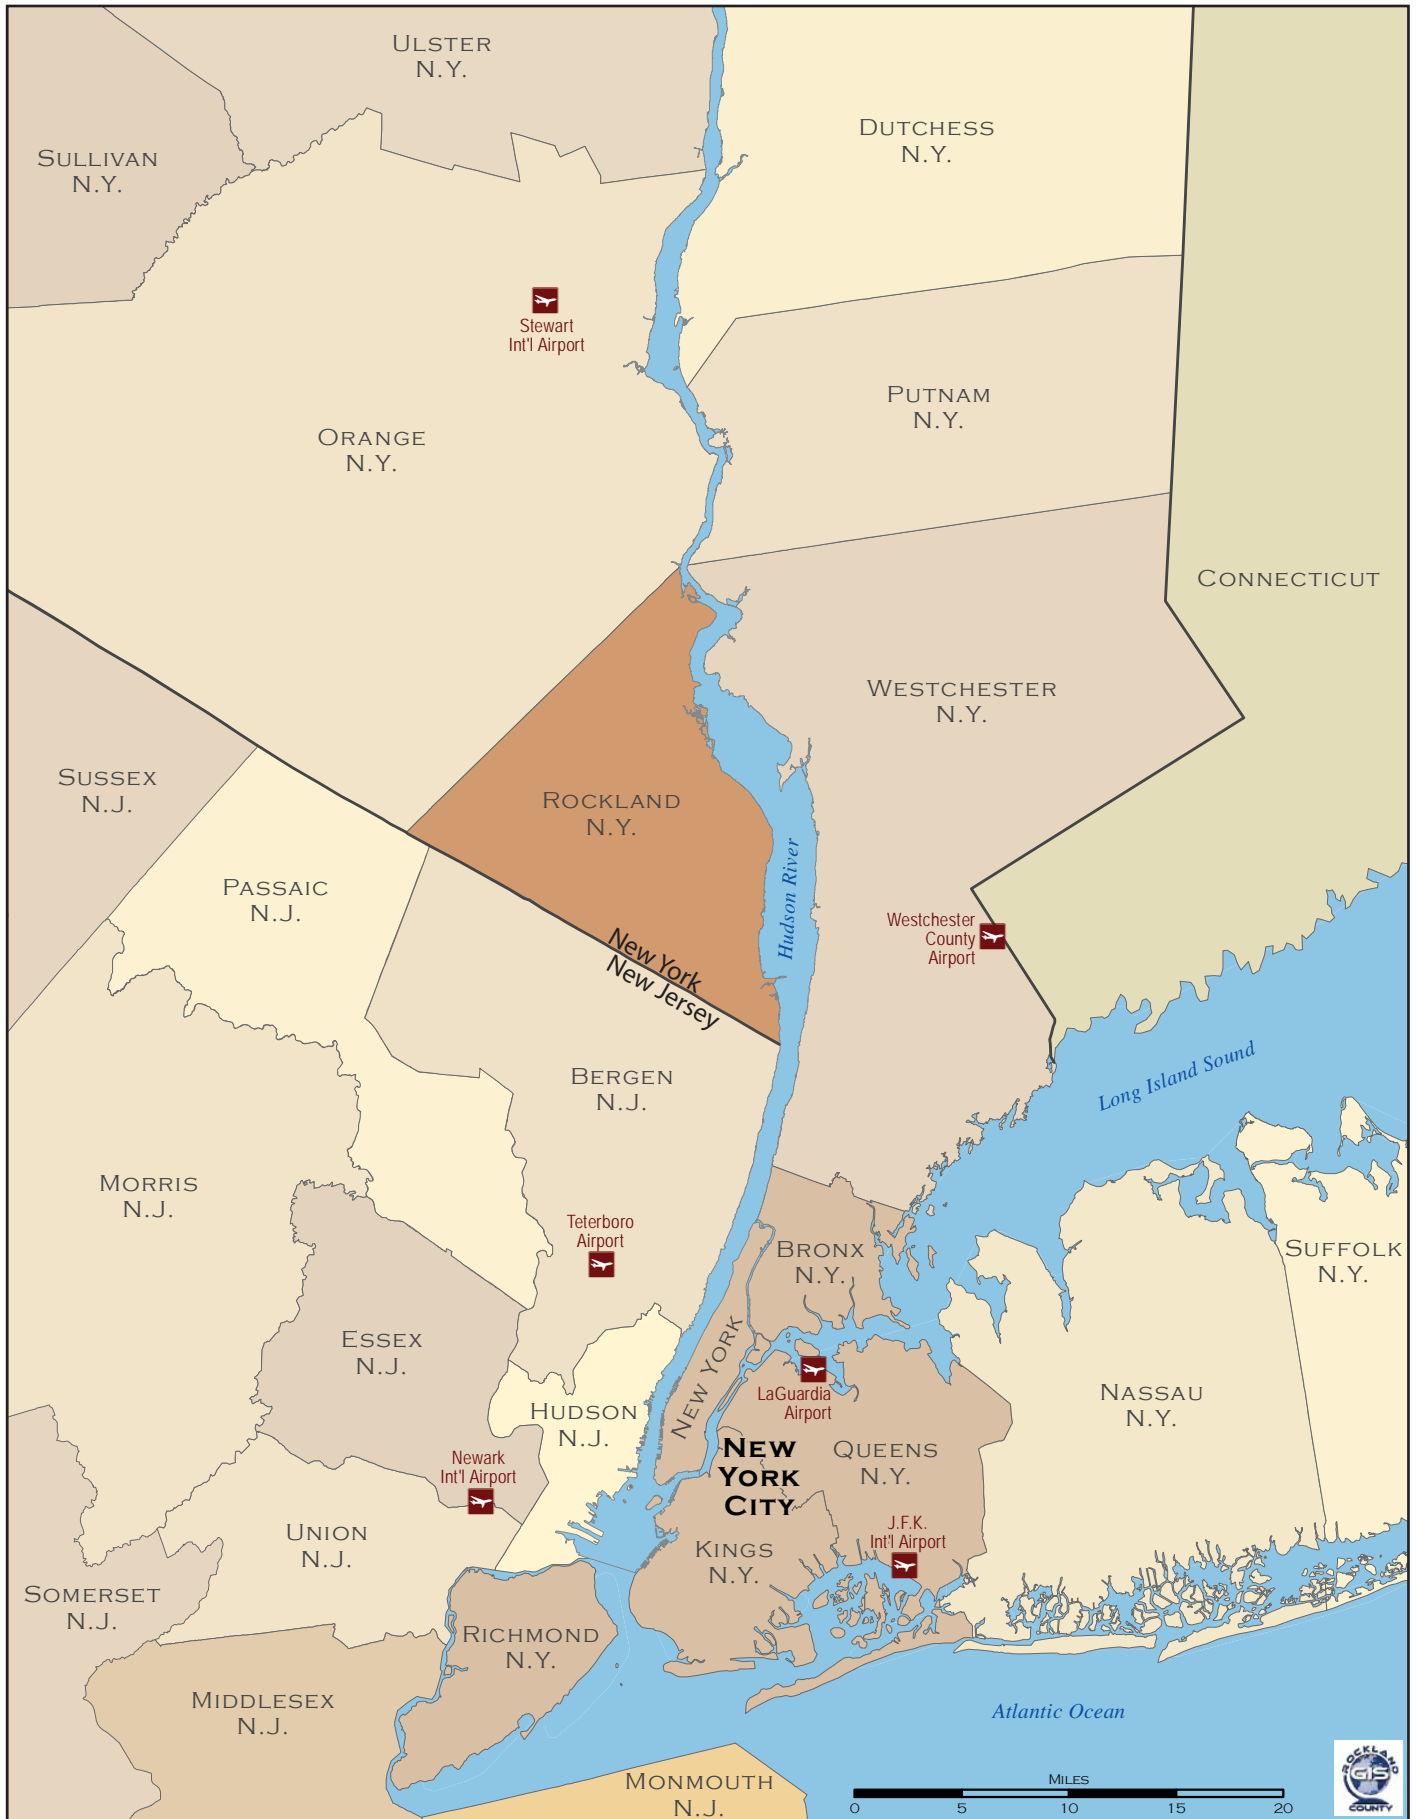 ULSTER
N.Y.
DUTCHESS
N.Y.
SULLIVAN
N.Y.
Stewart
Int'l Airport
PUTNAM
N.Y.
ORANGE
N.Y.
CONNECTICUT
WESTCHESTER
N.Y.
SUSSEX
N.J.
ROCKLAND
N.Y.
Hudson River
PASSAIC
N.J.
Westchester
County
Airport
New York
New Jersey
Long Island Sound
BERGEN
N.J.
MORRIS
N.J.
Teterboro
Airport
BRONX
N.Y.
SUFFOLK
N.Y.
ESSEX
N.J.
NEW YORK
LaGuardia
Airport
NASSAU
N.Y.
HUDSON
N.J.
NEW
YORK
CITY
QUEENS
N.Y.
Newark
Int'l Airport
UNION
N.J.
J.F.K.
Int'l Airport
KINGS
N.Y.
SOMERSET
N.J.
RICHMOND
N.Y.
MIDDLESEX
N.J.
Atlantic Ocean
MONMOUTH
N.J.
MILES
0 5 10 15 20
ROCKLAND
GIS
COUNTY